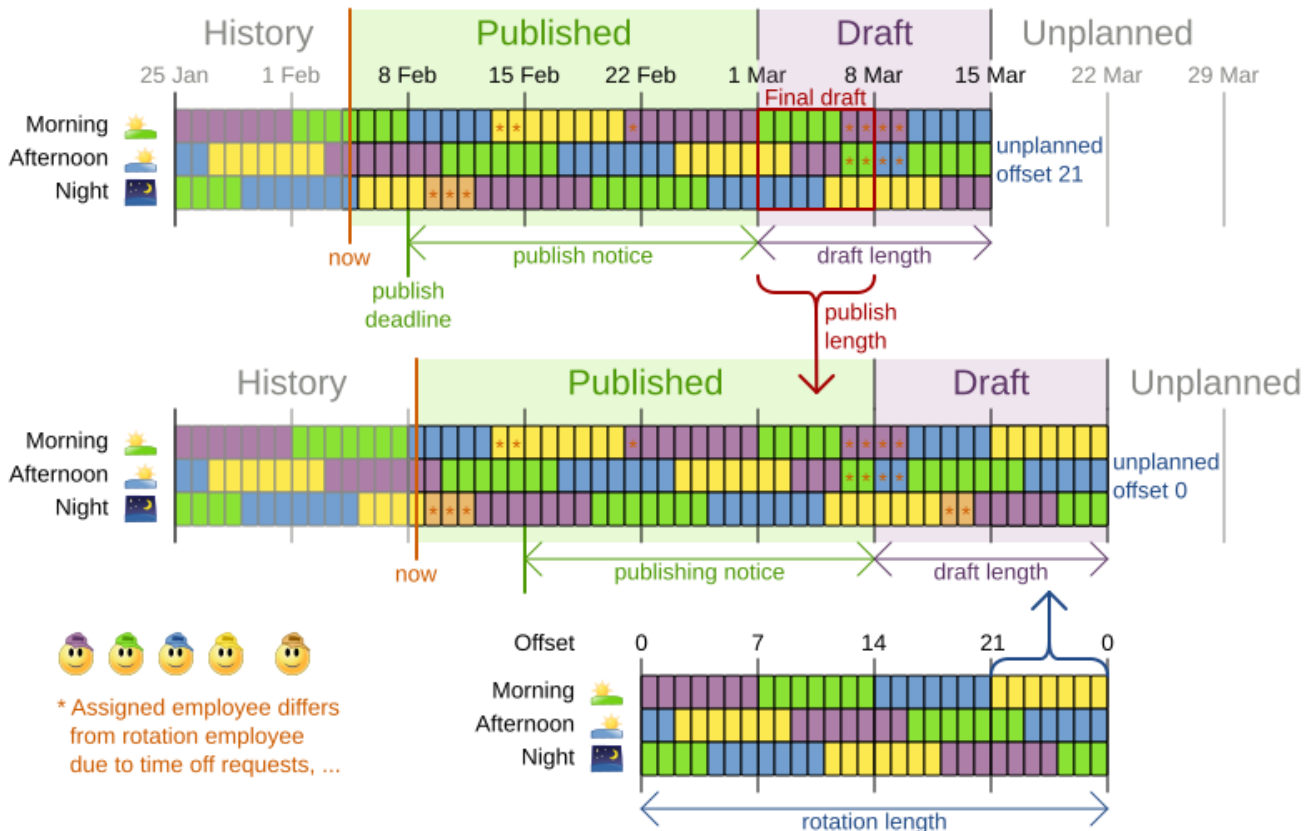 History Published Draft Unplanned
25 Jan 1 Feb 8 Feb 15 Feb 22 Feb 1 Mar 8 Mar 15 Mar 22 Mar 29 Mar
Final draft
Morning * * * * * * *
Afternoon * * * *
unplanned
offset 21
Night * * *
now publish notice draft length
publish
deadline
publish
length
History Published Draft Unplanned
Morning * * * * * * *
Afternoon * * * *
unplanned
offset 0
Night * * * * *
now publishing notice draft length
Offset 0 7 14 21 0
Morning
Afternoon
Night
rotation length
* Assigned employee differs
from rotation employee
due to time off requests, ...